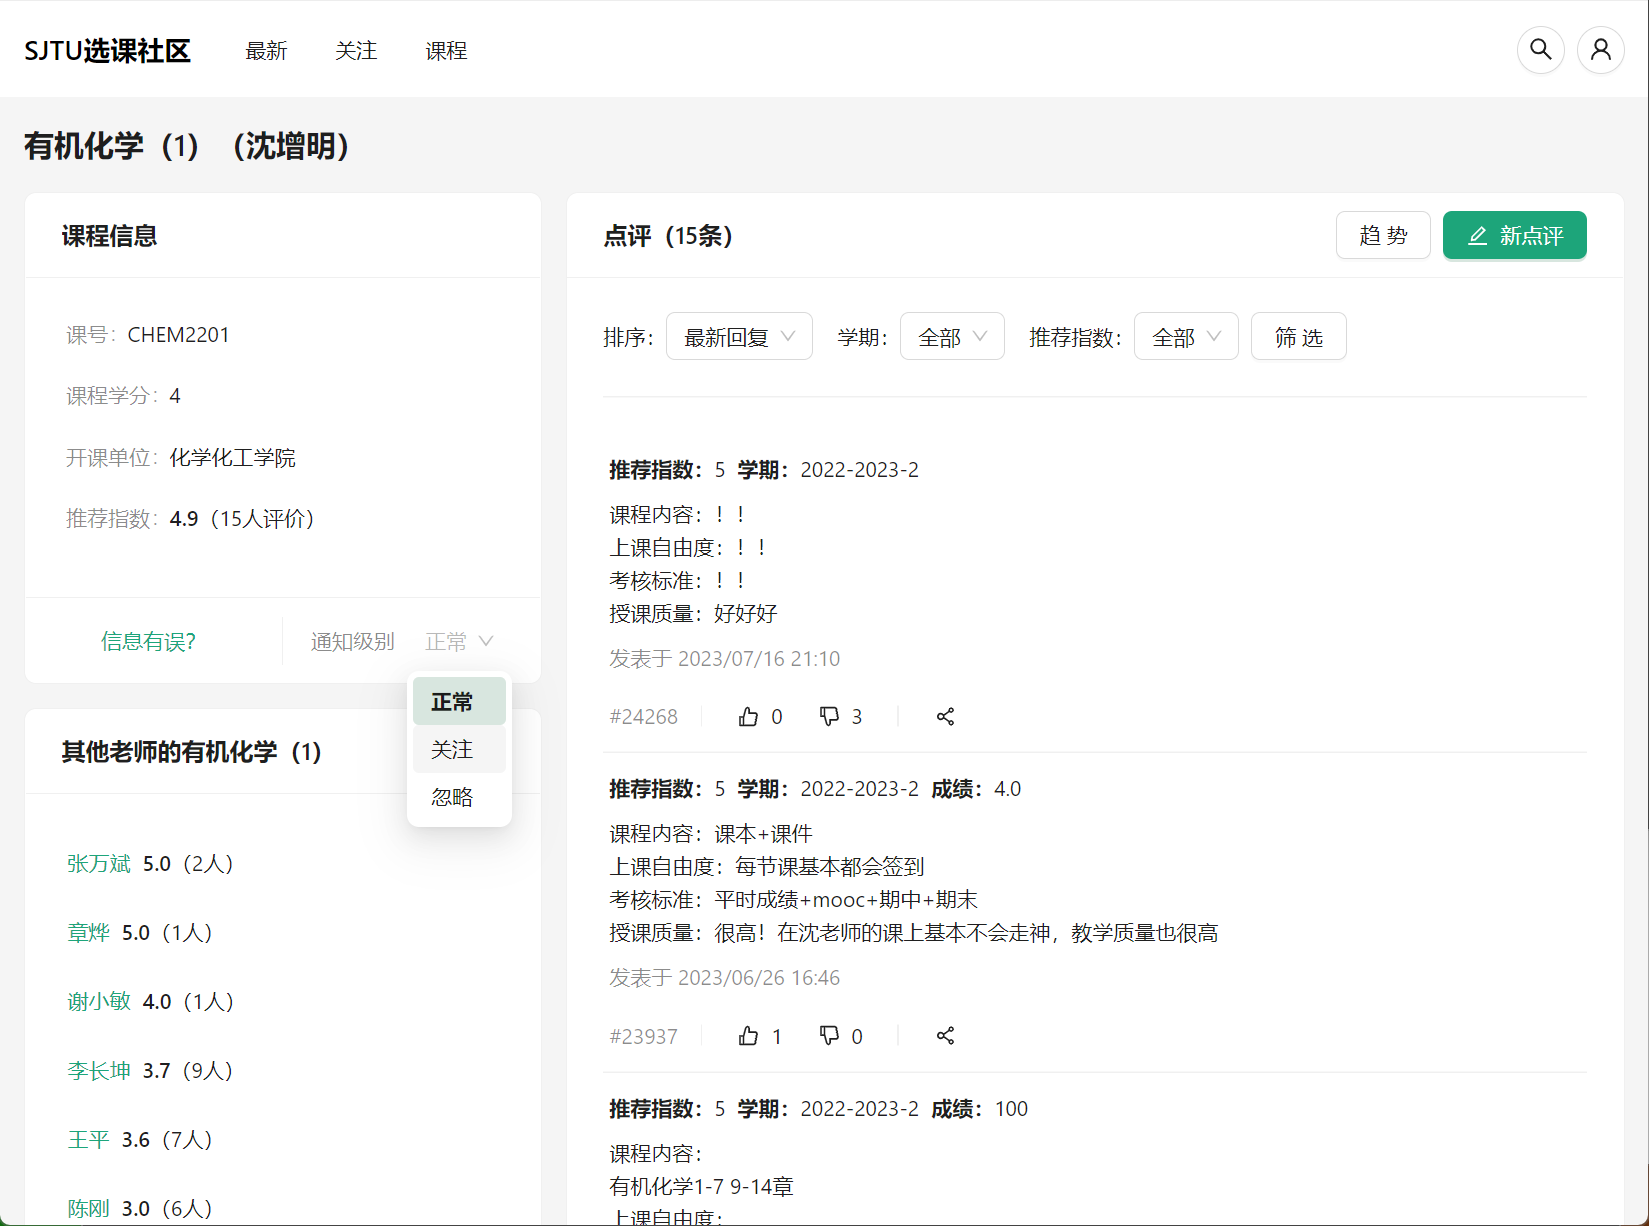 SJTU选课社区 最新 关注 课程
有机化学（1）（沈增明）
课程信息
课号：CHEM2201
课程学分：4
开课单位：化学化工学院
推荐指数：4.9（15人评价）
信息有误？ 通知级别 正常
正常
关注
忽略
其他老师的有机化学（1）
张万斌 5.0（2人）
章烨 5.0（1人）
谢小敏 4.0（1人）
李长坤 3.7（9人）
王平 3.6（7人）
陈刚 3.0（6人）
点评（15条） 趋 势 新点评
排序： 最新回复 学期： 全部 推荐指数： 全部 筛 选
推荐指数：5 学期：2022-2023-2
课程内容：！！
上课自由度：！！
考核标准：！！
授课质量：好好好
发表于 2023/07/16 21:10
#24268 0 3
推荐指数：5 学期：2022-2023-2 成绩：4.0
课程内容：课本+课件
上课自由度：每节课基本都会签到
考核标准：平时成绩+mooc+期中+期末
授课质量：很高！在沈老师的课上基本不会走神，教学质量也很高
发表于 2023/06/26 16:46
#23937 1 0
推荐指数：5 学期：2022-2023-2 成绩：100
课程内容：
有机化学1-7 9-14章
上课自由度：